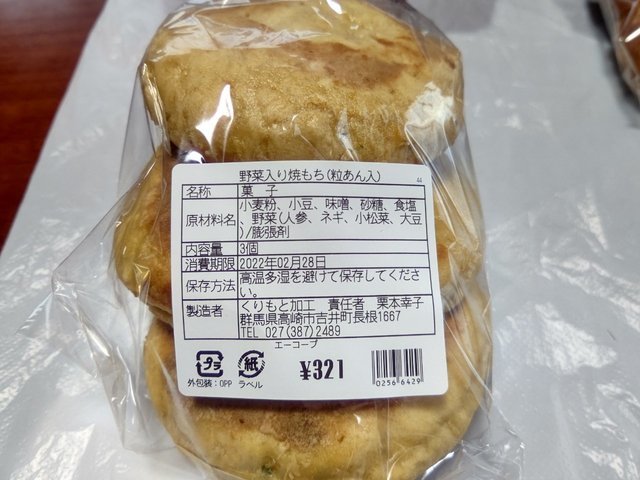 野菜入り焼もち(粒あん入)
44
名称 菓子
原材料名 小麦粉、小豆、味噌、砂糖、食塩
、野菜(人参、ネギ、小松菜、大豆
)/膨張剤
内容量 3個
消費期限 2022年02月28日
保存方法 高温多湿を避けて保存してくださ
い。
製造者 くりもと加工 責任者 栗本幸子
群馬県高崎市吉井町長根1667
TEL 027(387)2489
エーコープ
プラ 紙 ¥321
外包装:OPP ラベル
0256 6429